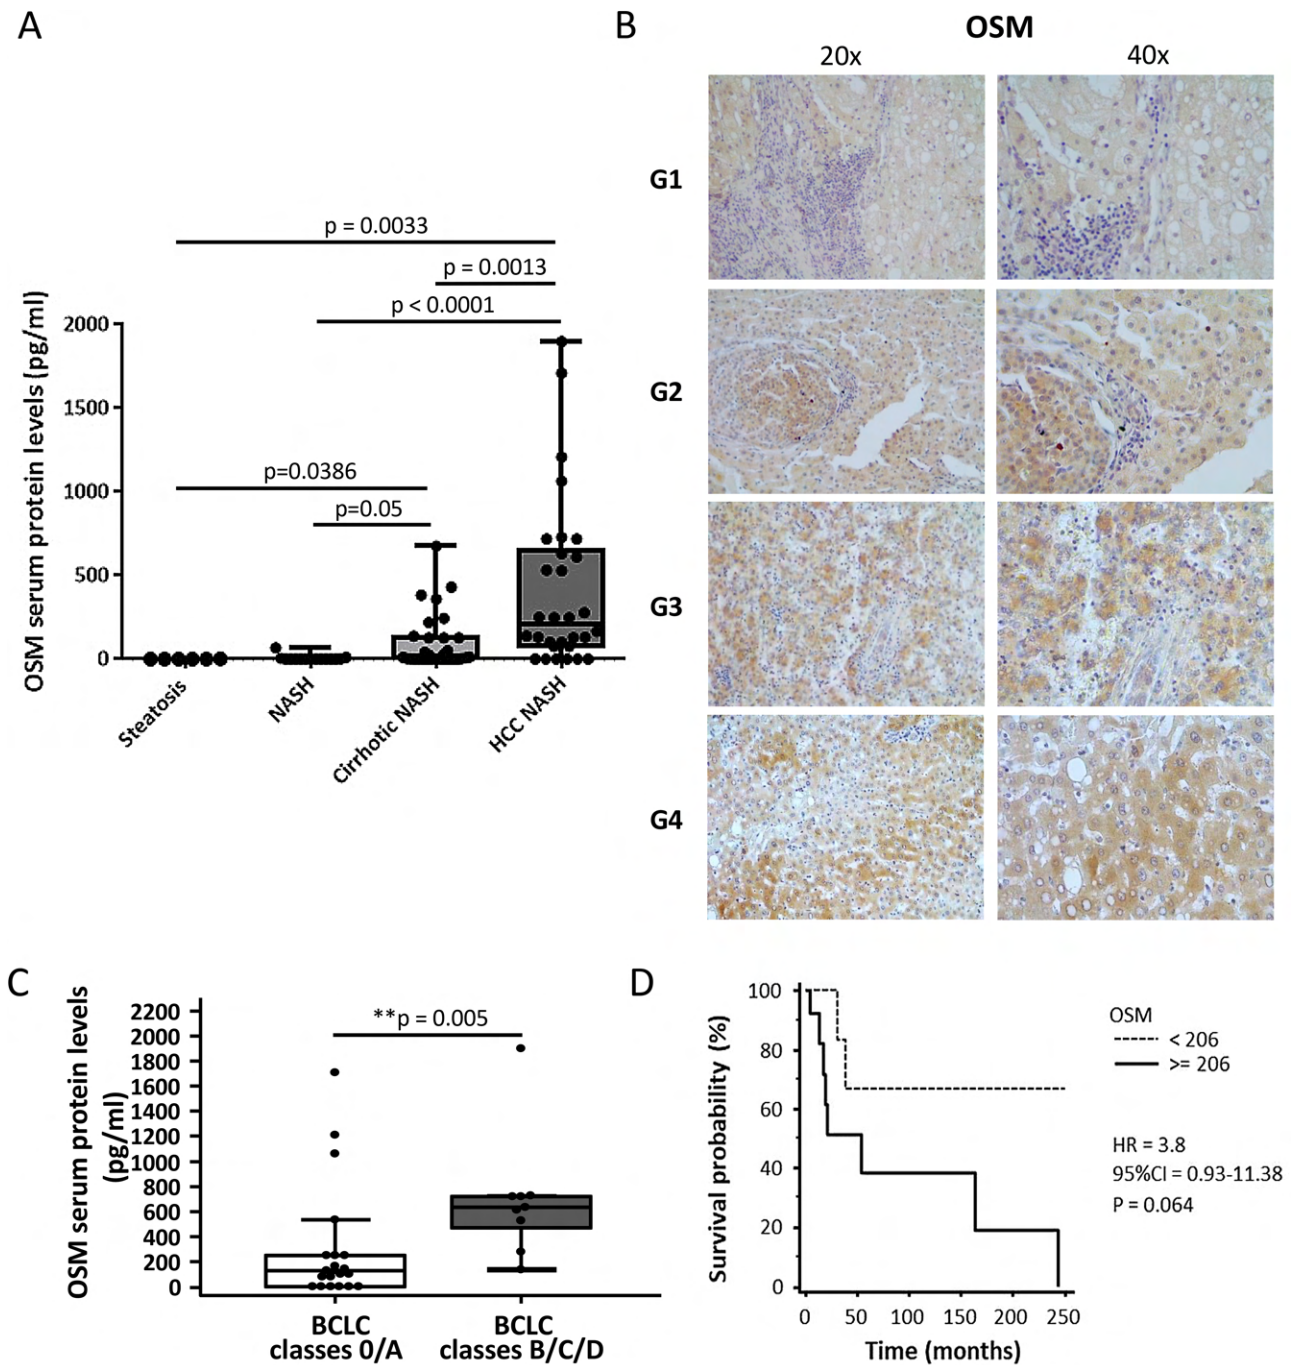 A
p = 0.0033
p = 0.0013
p < 0.0001
p=0.0386
p=0.05
OSM serum protein levels (pg/ml)
2000
1500
1000
500
0
Steatosis
NASH
Cirrhotic NASH
HCC NASH
B
OSM
20x
40x
G1
G2
G3
G4
C
**p = 0.005
OSM serum protein levels
(pg/ml)
2200
2000
1800
1600
1400
1200
1000
800
600
400
200
0
BCLC
classes 0/A
BCLC
classes B/C/D
D
Survival probability (%)
100
80
60
40
20
0
0
50
100
150
200
250
Time (months)
OSM
< 206
>= 206
HR = 3.8
95%CI = 0.93-11.38
P = 0.064